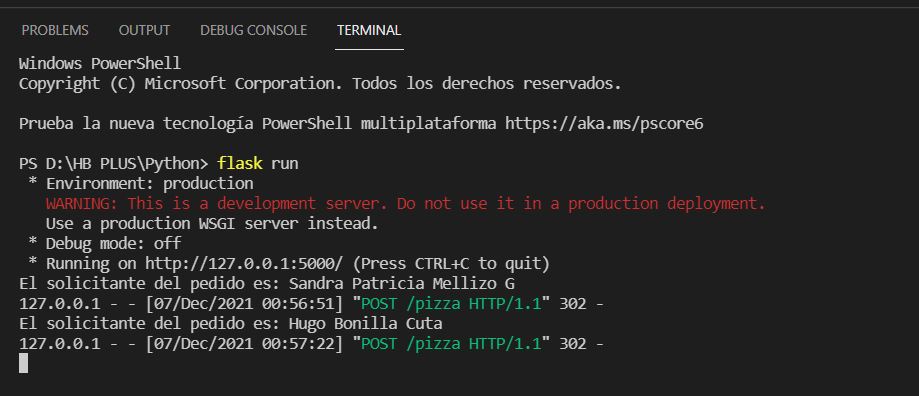 PROBLEMS OUTPUT DEBUG CONSOLE TERMINAL
Windows PowerShell
Copyright (C) Microsoft Corporation. Todos los derechos reservados.
Prueba la nueva tecnología PowerShell multiplataforma https://aka.ms/pscore6
PS D:\HB PLUS\Python> flask run
* Environment: production
WARNING: This is a development server. Do not use it in a production deployment.
Use a production WSGI server instead.
* Debug mode: off
* Running on http://127.0.0.1:5000/ (Press CTRL+C to quit)
El solicitante del pedido es: Sandra Patricia Mellizo G
127.0.0.1 - - [07/Dec/2021 00:56:51] "POST /pizza HTTP/1.1" 302 -
El solicitante del pedido es: Hugo Bonilla Cuta
127.0.0.1 - - [07/Dec/2021 00:57:22] "POST /pizza HTTP/1.1" 302 -